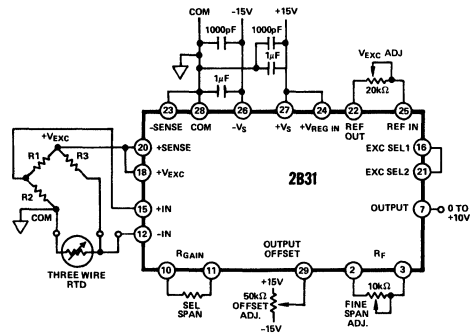 COM -15V +15V
1000pF 1000pF
1µF
1µF
VEXC ADJ
20kΩ
23 28 26 27 24 22 25
-SENSE COM -VS +VS +VREG IN REF OUT REF IN
+VEXC
R1 R3
R2
COM
THREE WIRE RTD
20 +SENSE
18 +VEXC
15 +IN
12 -IN
2B31
EXC SEL1 16
EXC SEL2 21
OUTPUT 7 0 TO +10V
RGAIN OUTPUT OFFSET RF
10 11 29 2 3
SEL SPAN
+15V
50kΩ OFFSET ADJ.
-15V
10kΩ
FINE SPAN ADJ.